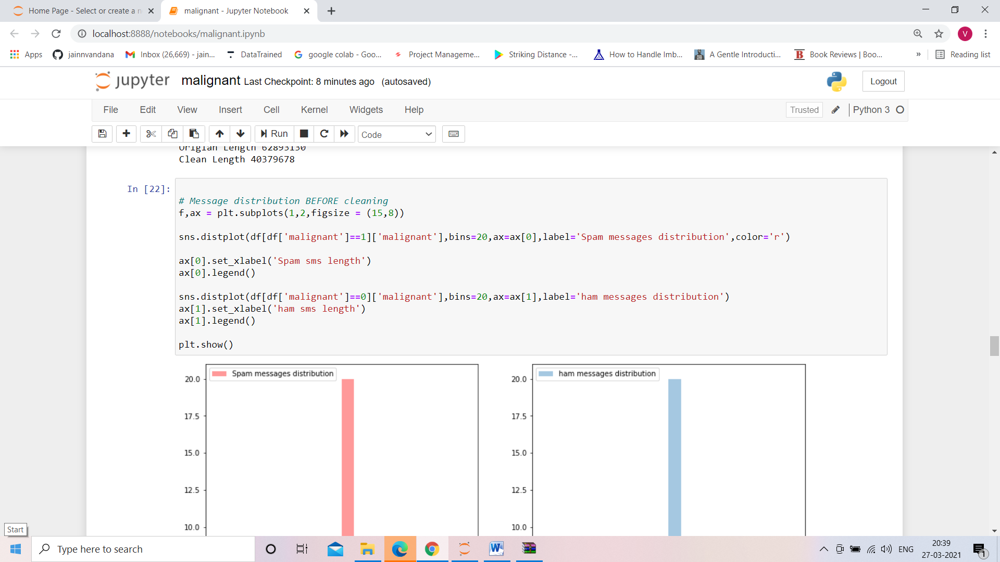 Home Page - Select or create a n
malignant - Jupyter Notebook
localhost:8888/notebooks/malignant.ipynb
V
Apps
jainnvandana
Inbox (26,669) - jain...
DataTrained
google colab - Goo...
Project Manageme...
Striking Distance -...
How to Handle Imb...
A Gentle Introducti...
B
Book Reviews | Boo...
»
Reading list
jupyter
malignant Last Checkpoint: 8 minutes ago (autosaved)
Logout
File
Edit
View
Insert
Cell
Kernel
Widgets
Help
Trusted
Python 3
Run
Code
Origian Length 62893130
Clean Length 40379678
In [22]:
# Message distribution BEFORE cleaning
f,ax = plt.subplots(1,2,figsize = (15,8))
sns.distplot(df[df['malignant']==1]['malignant'],bins=20,ax=ax[0],label='Spam messages distribution',color='r')
ax[0].set_xlabel('Spam sms length')
ax[0].legend()
sns.distplot(df[df['malignant']==0]['malignant'],bins=20,ax=ax[1],label='ham messages distribution')
ax[1].set_xlabel('ham sms length')
ax[1].legend()
plt.show()
Spam messages distribution
20.0
17.5
15.0
12.5
10.0
ham messages distribution
20.0
17.5
15.0
12.5
10.0
Start
Type here to search
W
ENG
20:39
27-03-2021
1